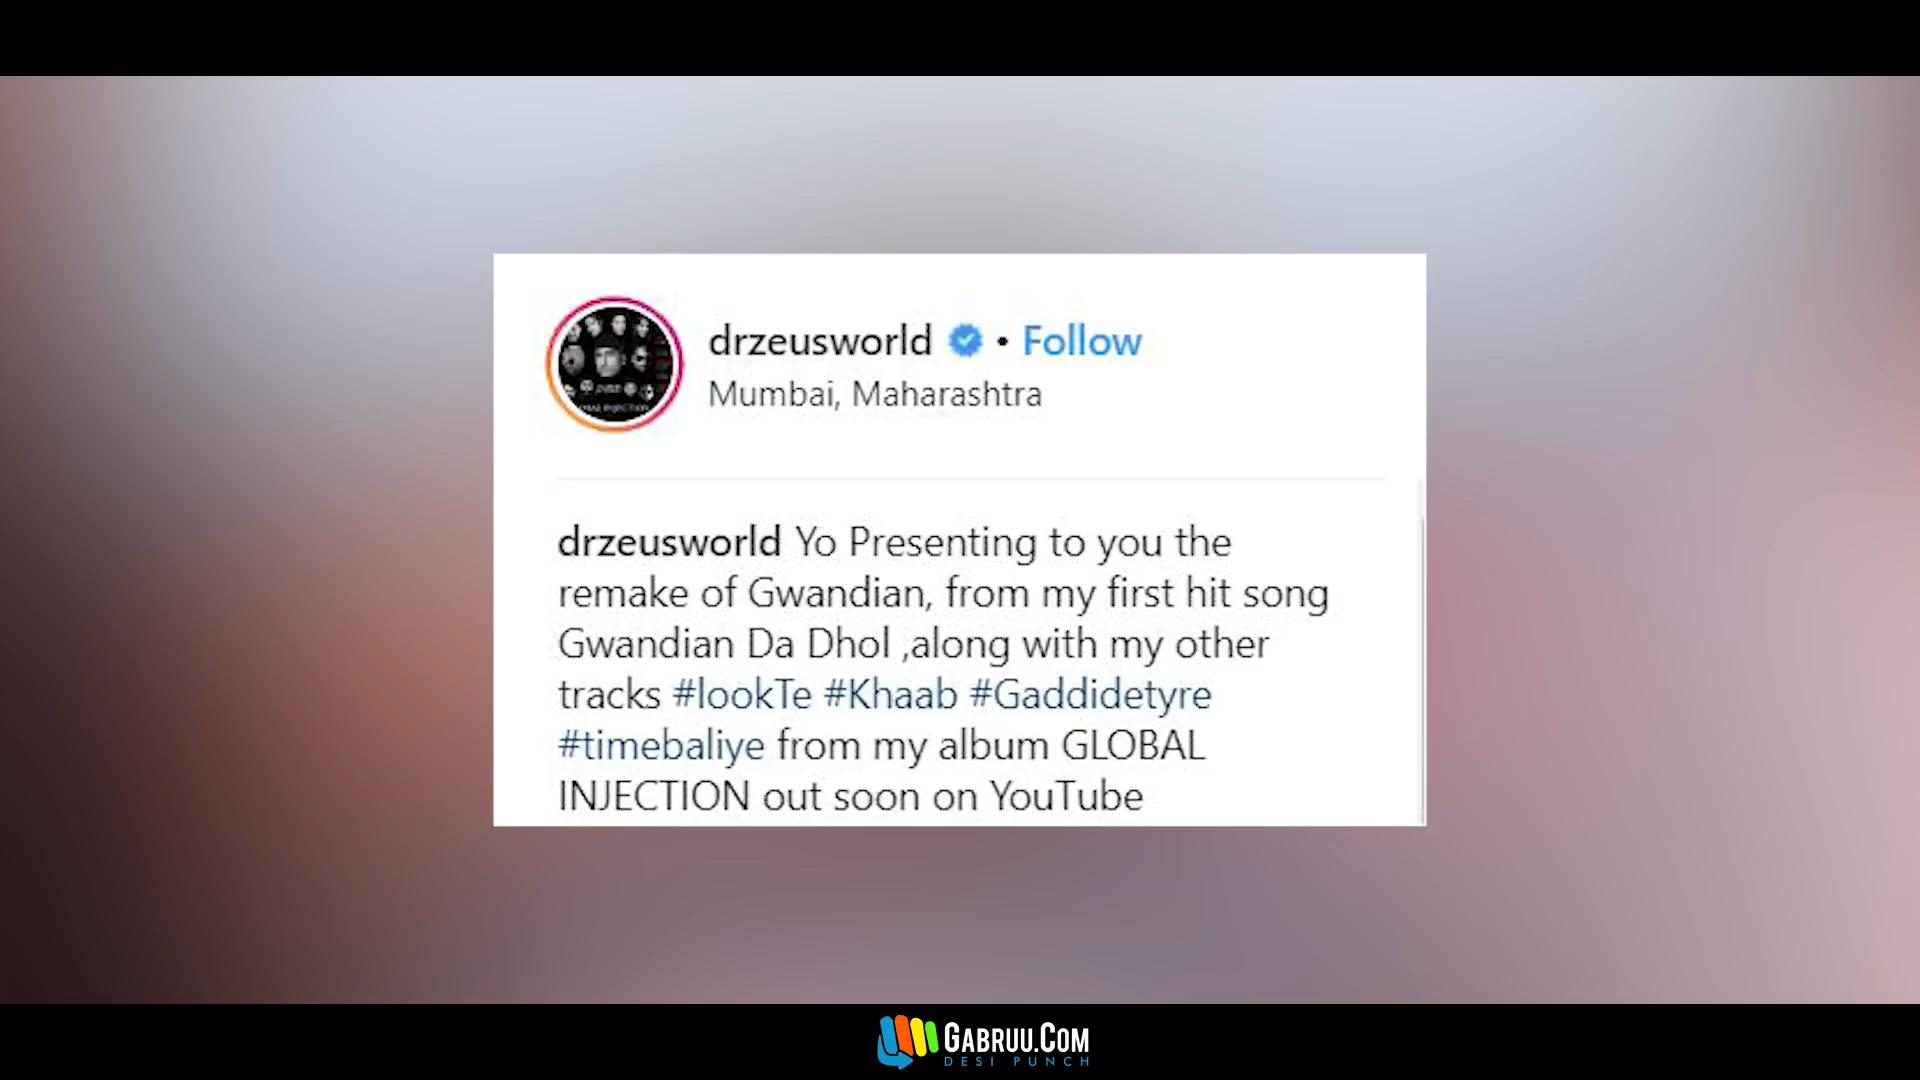 drzeusworld • Follow
Mumbai, Maharashtra
drzeusworld Yo Presenting to you the
remake of Gwandian, from my first hit song
Gwandian Da Dhol ,along with my other
tracks #lookTe #Khaab #Gaddidetyre
#timebaliye from my album GLOBAL
INJECTION out soon on YouTube
GABRUU.COM
DESI PUNCH